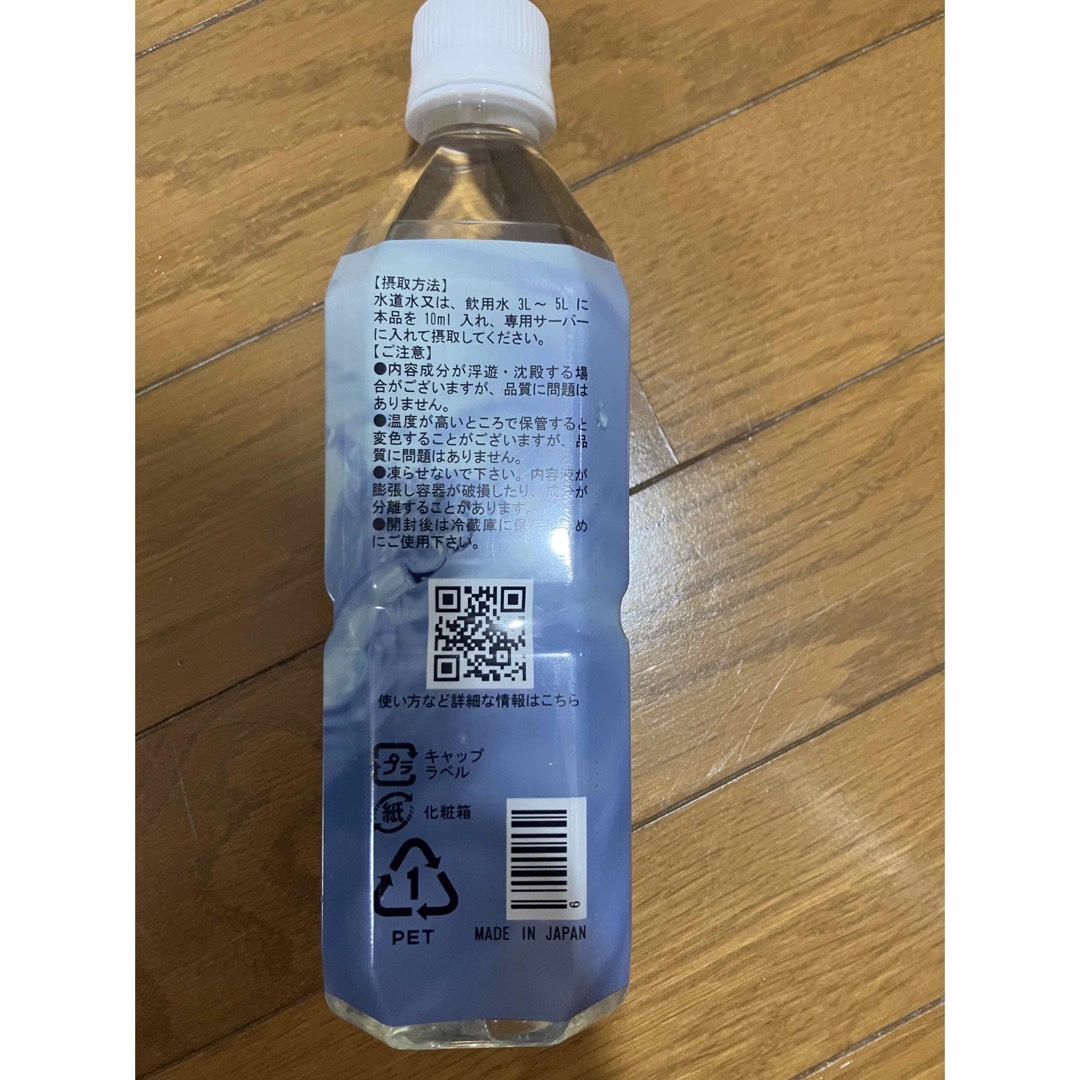 【摂取方法】
水道水又は、飲用水 3L～ 5L に
本品を 10ml 入れ、専用サーバー
に入れて摂取してください。
【ご注意】
●内容成分が浮遊・沈殿する場
合がございますが、品質に問題は
ありません。
●温度が高いところで保管すると
変色することがございますが、品
質に問題はありません。
●凍らせないで下さい。内容液が
膨張し容器が破損したり、成分が
分離することがあります。
●開封後は冷蔵庫に保存し め
にご使用下さい。
使い方など詳細な情報はこちら
プラ キャップ
ラベル
紙 化粧箱
1
PET
9
MADE IN JAPAN